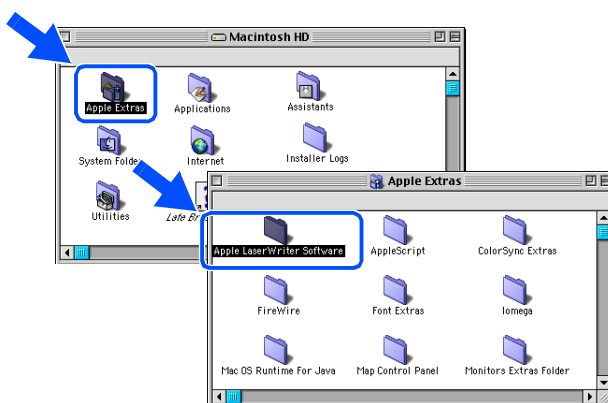 Macintosh HD
Apple Extras
Applications
Assistants
System Folder
Internet
Installer Logs
Utilities
Late
Apple Extras
Apple LaserWriter Software
AppleScript
ColorSync Extras
FireWire
Font Extras
Iomega
Mac OS Runtime For Java
Map Control Panel
Monitors Extras Folder